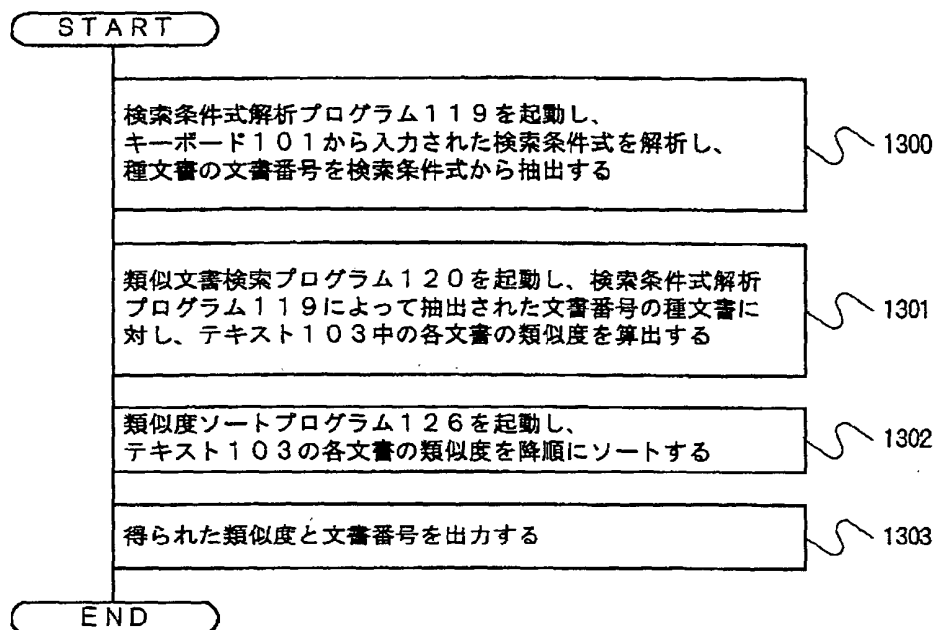 START
検索条件式解析プログラム119を起動し、
キーボード101から入力された検索条件式を解析し、
種文書の文書番号を検索条件式から抽出する
1300
類似文書検索プログラム120を起動し、検索条件式解析
プログラム119によって抽出された文書番号の種文書に
対し、テキスト103中の各文書の類似度を算出する
1301
類似度ソートプログラム126を起動し、
テキスト103の各文書の類似度を降順にソートする
1302
得られた類似度と文書番号を出力する
1303
END